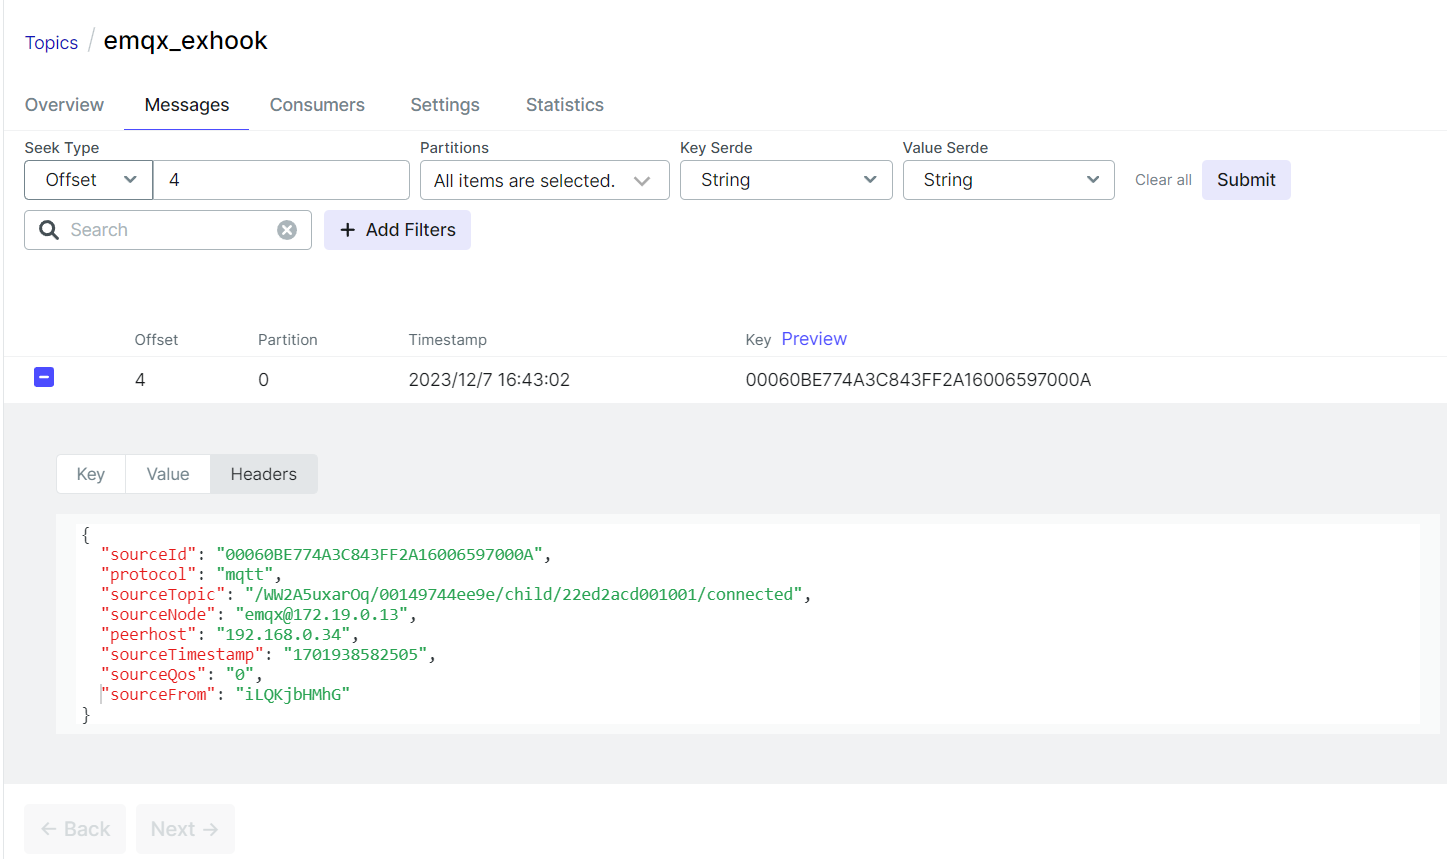 Topics / emqx_exhook
Overview Messages Consumers Settings Statistics
Seek Type Partitions Key Serde Value Serde
Offset 4 All items are selected. String String Clear all Submit
Search + Add Filters
Offset Partition Timestamp Key Preview
4 0 2023/12/7 16:43:02 00060BE774A3C843FF2A16006597000A
Key Value Headers
{
"sourceId": "00060BE774A3C843FF2A16006597000A",
"protocol": "mqtt",
"sourceTopic": "/WW2A5uxarOq/00149744ee9e/child/22ed2acd001001/connected",
"sourceNode": "emqx@172.19.0.13",
"peerhost": "192.168.0.34",
"sourceTimestamp": "1701938582505",
"sourceQos": "0",
"sourceFrom": "iLQKjbHMhG"
}
← Back Next →